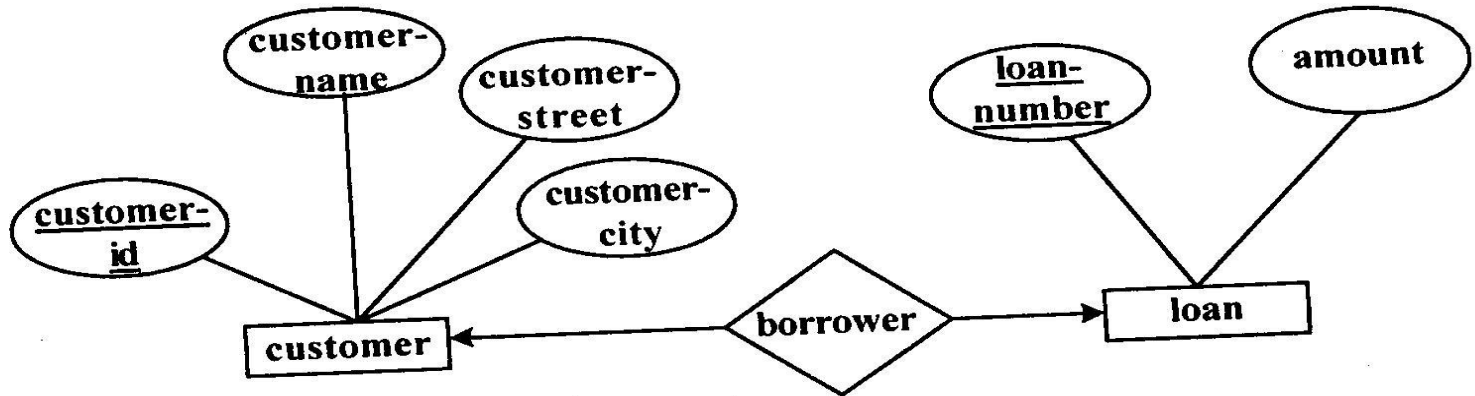 customer-
name
customer-
street
customer-
id
customer-
city
loan-
number
amount
customer
borrower
loan